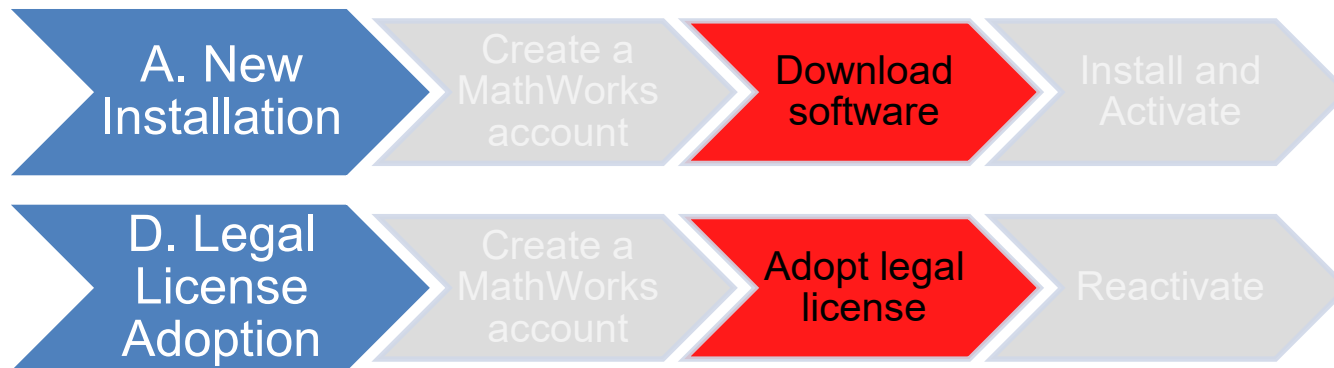 A. New
Installation
Create a
MathWorks
account
Download
software
Install and
Activate
D. Legal
License
Adoption
Create a
MathWorks
account
Adopt legal
license
Reactivate